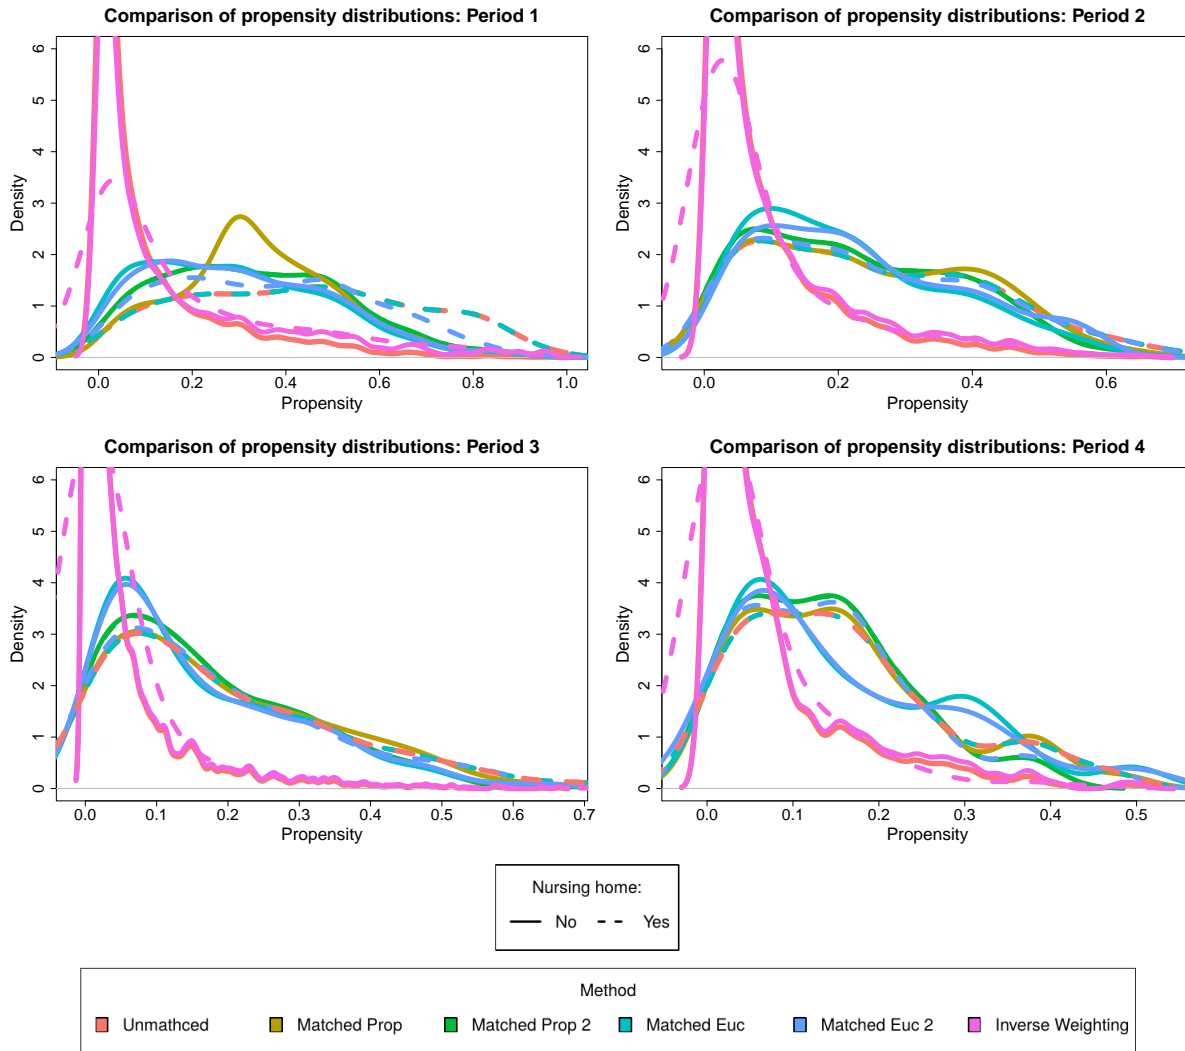 Comparison of propensity distributions: Period 1
Comparison of propensity distributions: Period 2
0 1 2 3 4 5 6
Density
0.0 0.2 0.4 0.6 0.8 1.0
Propensity
0 1 2 3 4 5 6
Density
0.0 0.2 0.4 0.6
Propensity
Comparison of propensity distributions: Period 3
Comparison of propensity distributions: Period 4
0 1 2 3 4 5 6
Density
0.0 0.1 0.2 0.3 0.4 0.5 0.6 0.7
Propensity
0 1 2 3 4 5 6
Density
0.0 0.1 0.2 0.3 0.4 0.5
Propensity
Nursing home:
No Yes
Method
Unmathced Matched Prop Matched Prop 2 Matched Euc Matched Euc 2 Inverse Weighting